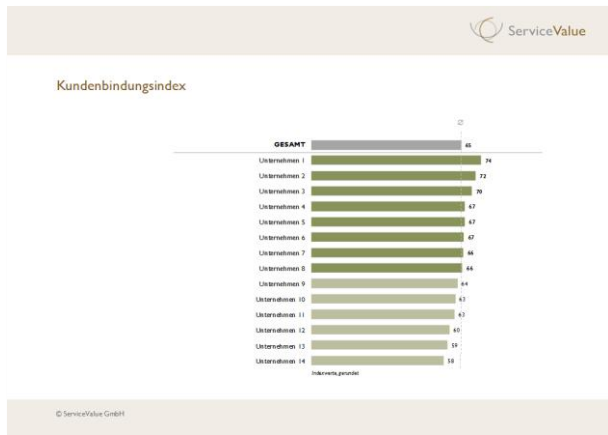 ServiceValue
Kundenbindungsindex
GESAMT 65
Unternehmen 1 74
Unternehmen 2 72
Unternehmen 3 70
Unternehmen 4 67
Unternehmen 5 67
Unternehmen 6 67
Unternehmen 7 66
Unternehmen 8 66
Unternehmen 9 64
Unternehmen 10 63
Unternehmen 11 63
Unternehmen 12 60
Unternehmen 13 59
Unternehmen 14 58
Indexwerte, gerundet
© ServiceValue GmbH